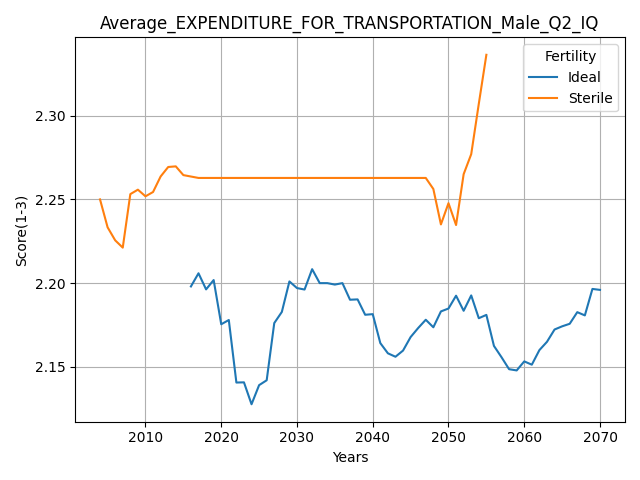 Average_EXPENDITURE_FOR_TRANSPORTATION_Male_Q2_IQ
Fertility
Ideal
Sterile
Score(1-3)
2.30
2.25
2.20
2.15
2010 2020 2030 2040 2050 2060 2070
Years